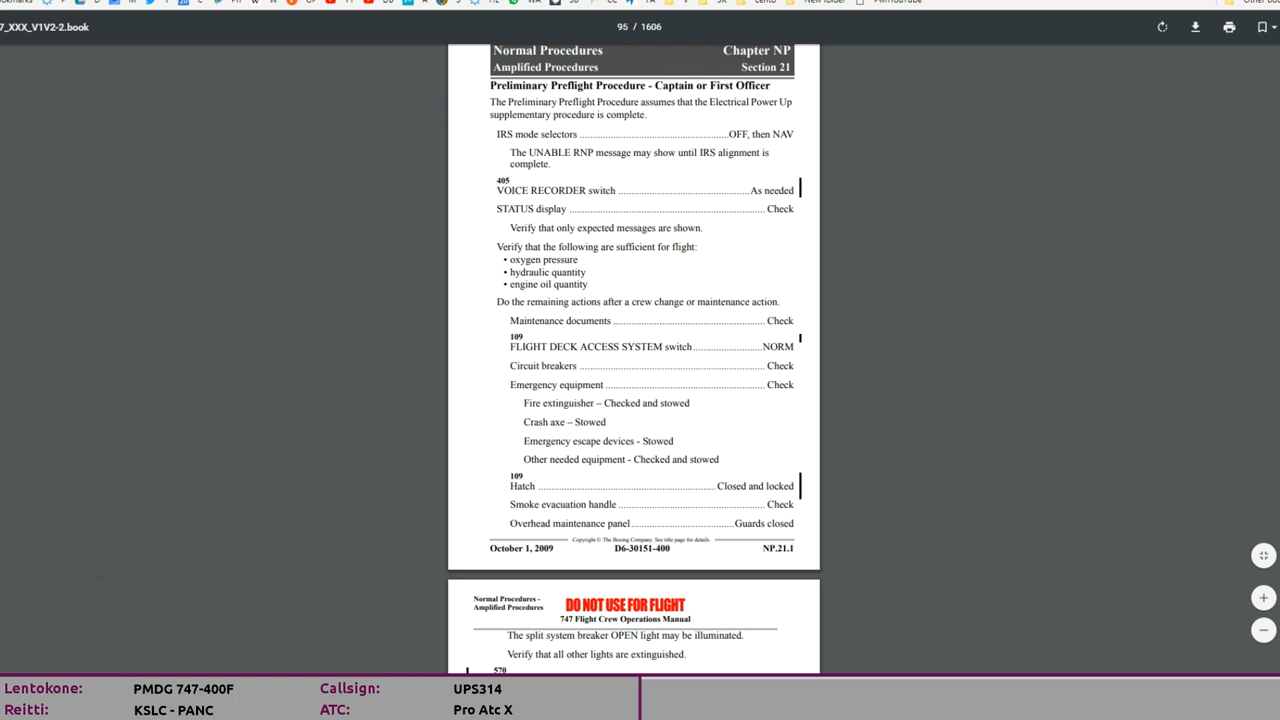 7_XXX_V1V2-2.book
95 / 1606
Normal Procedures Chapter NP
Amplified Procedures Section 21
Preliminary Preflight Procedure - Captain or First Officer
The Preliminary Preflight Procedure assumes that the Electrical Power Up
supplementary procedure is complete.
IRS mode selectors ........................................................OFF, then NAV
The UNABLE RNP message may show until IRS alignment is
complete.
405
VOICE RECORDER switch ...................................................As needed
STATUS display ............................................................................ Check
Verify that only expected messages are shown.
Verify that the following are sufficient for flight:
• oxygen pressure
• hydraulic quantity
• engine oil quantity
Do the remaining actions after a crew change or maintenance action.
Maintenance documents ........................................................... Check
109
FLIGHT DECK ACCESS SYSTEM switch...........................NORM
Circuit breakers ........................................................................ Check
Emergency equipment ............................................................... Check
Fire extinguisher – Checked and stowed
Crash axe – Stowed
Emergency escape devices - Stowed
Other needed equipment - Checked and stowed
109
Hatch ..................................................................... Closed and locked
Smoke evacuation handle ......................................................... Check
Overhead maintenance panel ........................................ Guards closed
Copyright © The Boeing Company. See title page for details.
October 1, 2009 D6-30151-400 NP.21.1
Normal Procedures -
Amplified Procedures
DO NOT USE FOR FLIGHT
747 Flight Crew Operations Manual
The split system breaker OPEN light may be illuminated.
Verify that all other lights are extinguished.
570
Lentokone: PMDG 747-400F Callsign: UPS314
Reitti: KSLC - PANC ATC: Pro Atc X